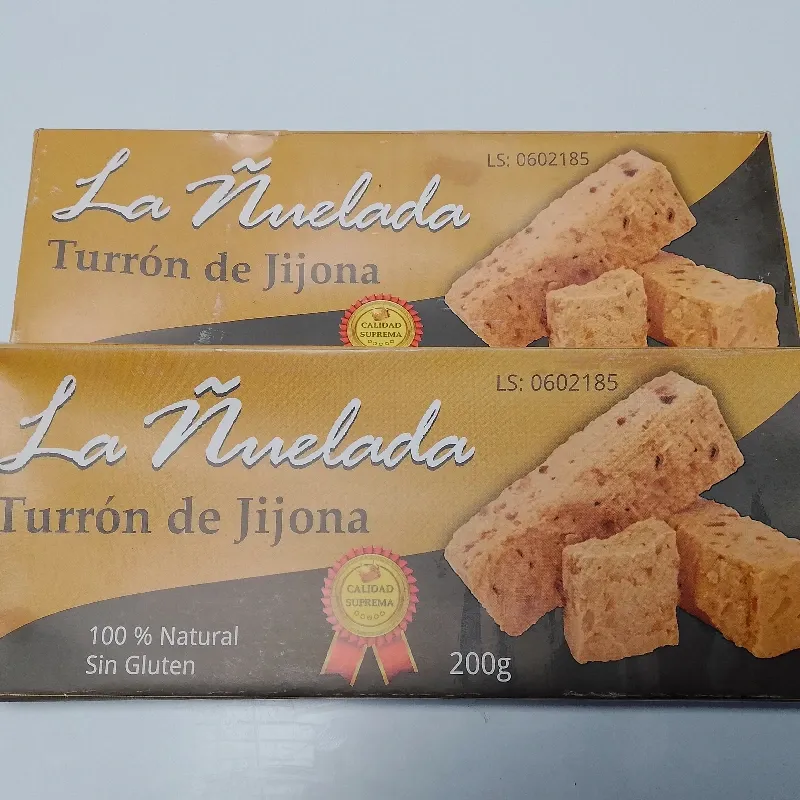 LS: 0602185
La Ñuelada
Turrón de Jijona
CALIDAD
SUPREMA
LS: 0602185
La Ñuelada
Turrón de Jijona
CALIDAD
SUPREMA
100 % Natural
Sin Gluten
200g